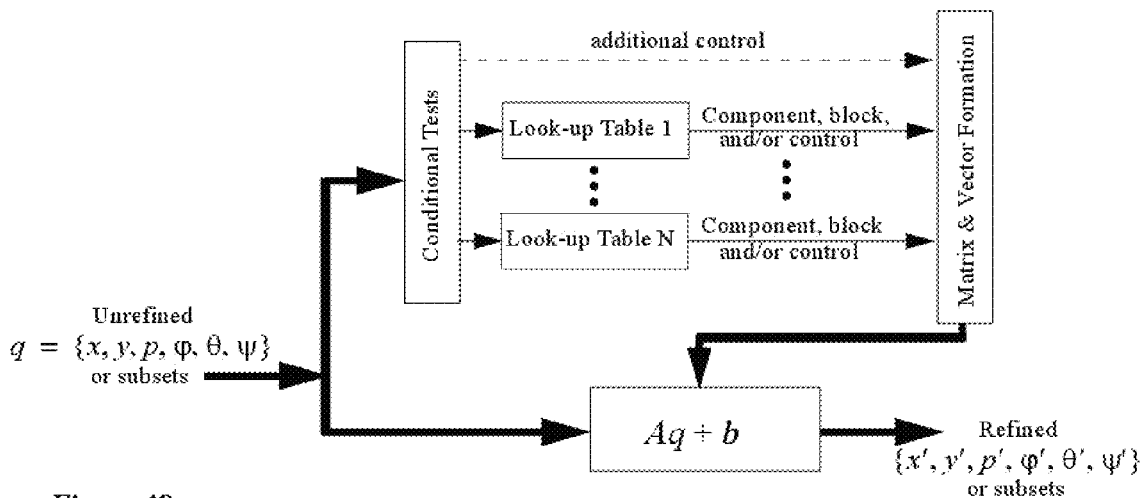 additional control
Conditional Tests
Look-up Table 1
Component, block,
and/or control
Look-up Table N
Component, block
and/or control
Matrix & Vector Formation
Unrefined
q = {x, y, p, φ, θ, ψ}
or subsets
Aq + b
Refined
{x′, y′, p′, φ′, θ′, ψ′}
or subsets